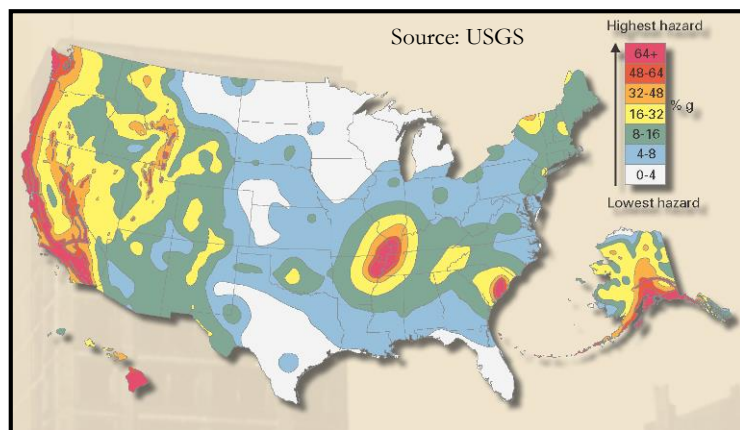 Source: USGS
Highest hazard
64+
48-64
32-48
16-32
8-16
4-8
0-4
% g
Lowest hazard